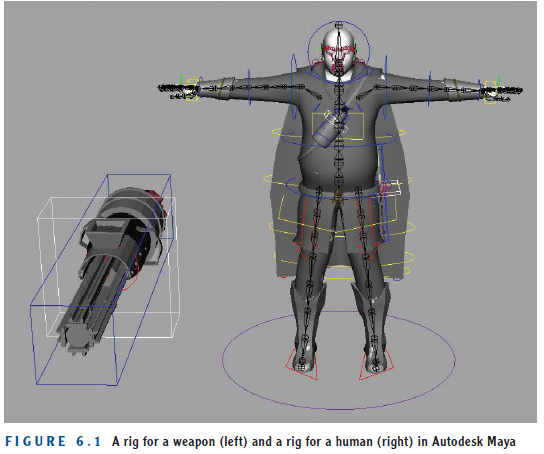 FIGURE 6.1 A rig for a weapon (left) and a rig for a human (right) in Autodesk Maya